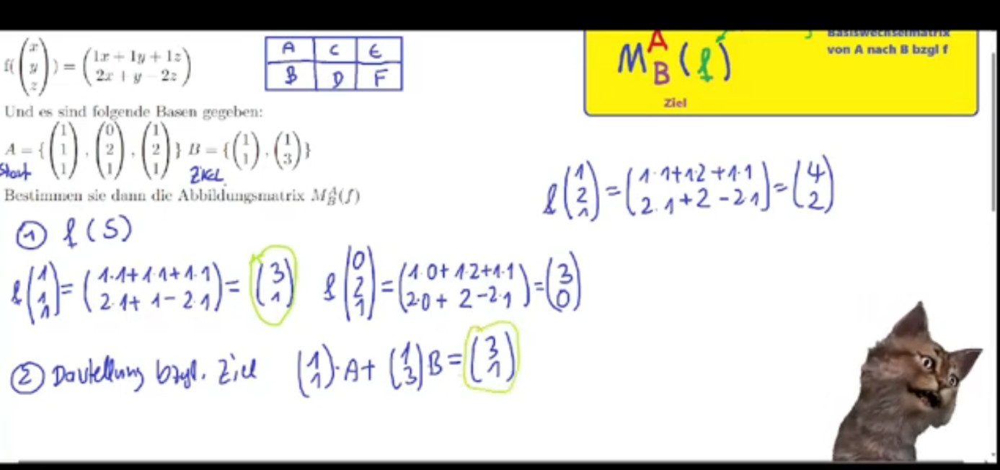 f((x y z)) = (1x + 1y + 1z
2x + y − 2z)
A C E
B D F
Basiswechselmatrix
von A nach B bzgl f
M^A_B (f)
Ziel
Und es sind folgende Basen gegeben:
A = {(1 1 1), (0 2 1), (1 2 1)} B = {(1 1), (1 3)}
Start ZIEL
Bestimmen sie dann die Abbildungsmatrix M^A_B(f)
f(1 2 1) = (1·1+1·2+1·1
2·1+2−2·1) = (4 2)
① f(S)
f(1 1 1) = (1·1+1·1+1·1
2·1+ 1−2·1) = (3 1) f(0 2 1) = (1·0+1·2+1·1
2·0+ 2−2·1) = (3 0)
② Darstellung bzgl. Ziel (1 1)·A+ (1 3)B = (3 1)